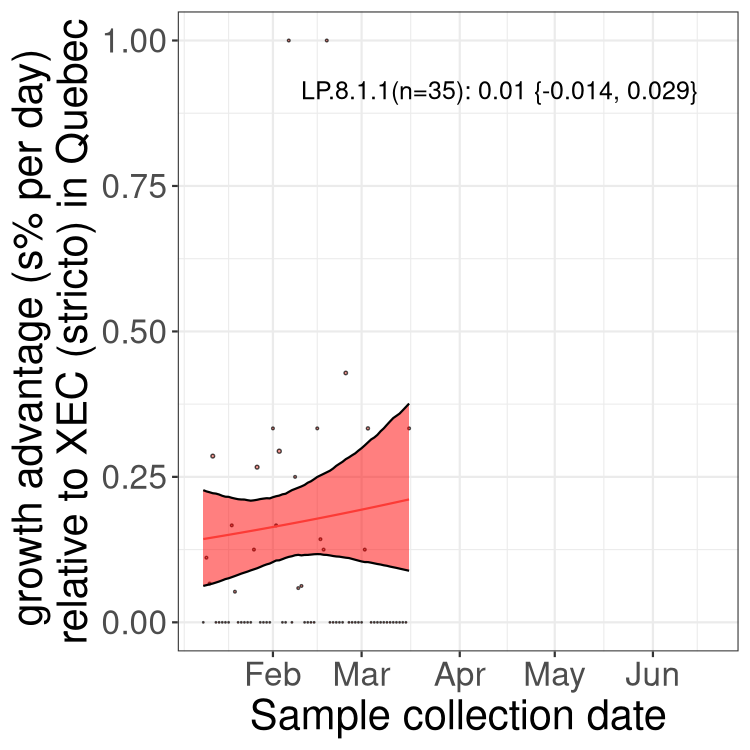 growth advantage (s% per day)
relative to XEC (stricto) in Quebec
1.00
0.75
0.50
0.25
0.00
LP.8.1.1(n=35): 0.01 {-0.014, 0.029}
Feb Mar Apr May Jun
Sample collection date